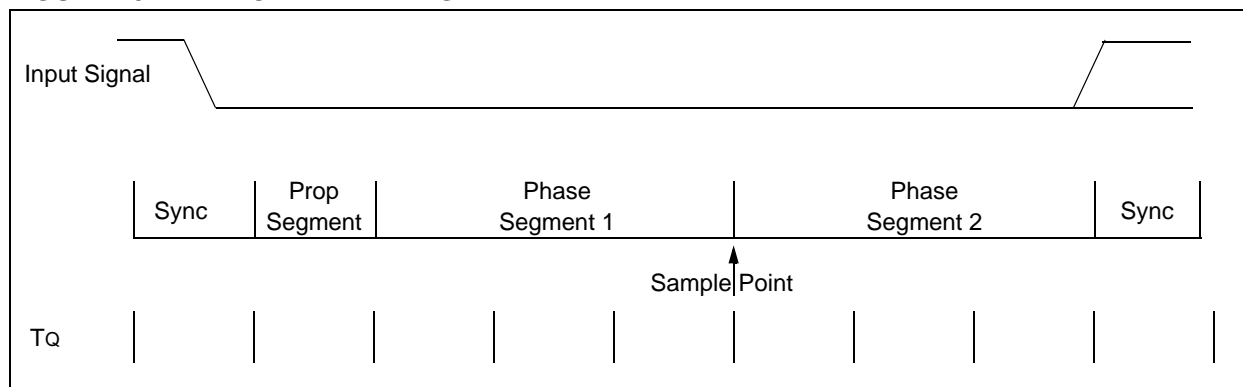 Input Signal
Sync
Prop
Segment
Phase
Segment 1
Phase
Segment 2
Sync
Sample Point
TQ